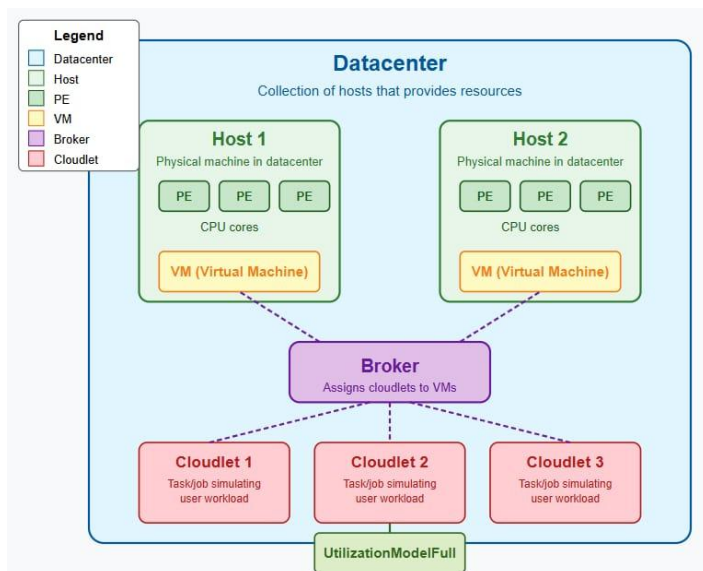 Legend
Datacenter
Host
PE
VM
Broker
Cloudlet
Datacenter
Collection of hosts that provides resources
Host 1
Physical machine in datacenter
PE PE PE
CPU cores
VM (Virtual Machine)
Host 2
Physical machine in datacenter
PE PE PE
CPU cores
VM (Virtual Machine)
Broker
Assigns cloudlets to VMs
Cloudlet 1
Task/job simulating
user workload
Cloudlet 2
Task/job simulating
user workload
Cloudlet 3
Task/job simulating
user workload
UtilizationModelFull